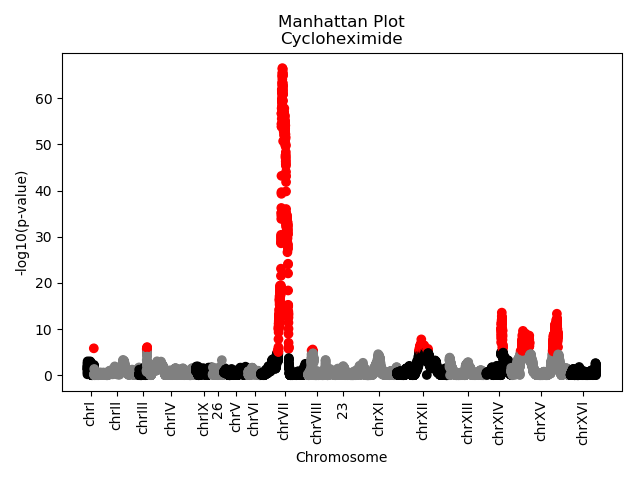 Manhattan Plot
Cycloheximide
-log10(p-value)
60
50
40
30
20
10
0
chrI
chrII
chrIII
chrIV
chrIX
26
chrV
chrVI
chrVII
chrVIII
23
chrXI
chrXII
chrXIII
chrXIV
chrXV
chrXVI
Chromosome